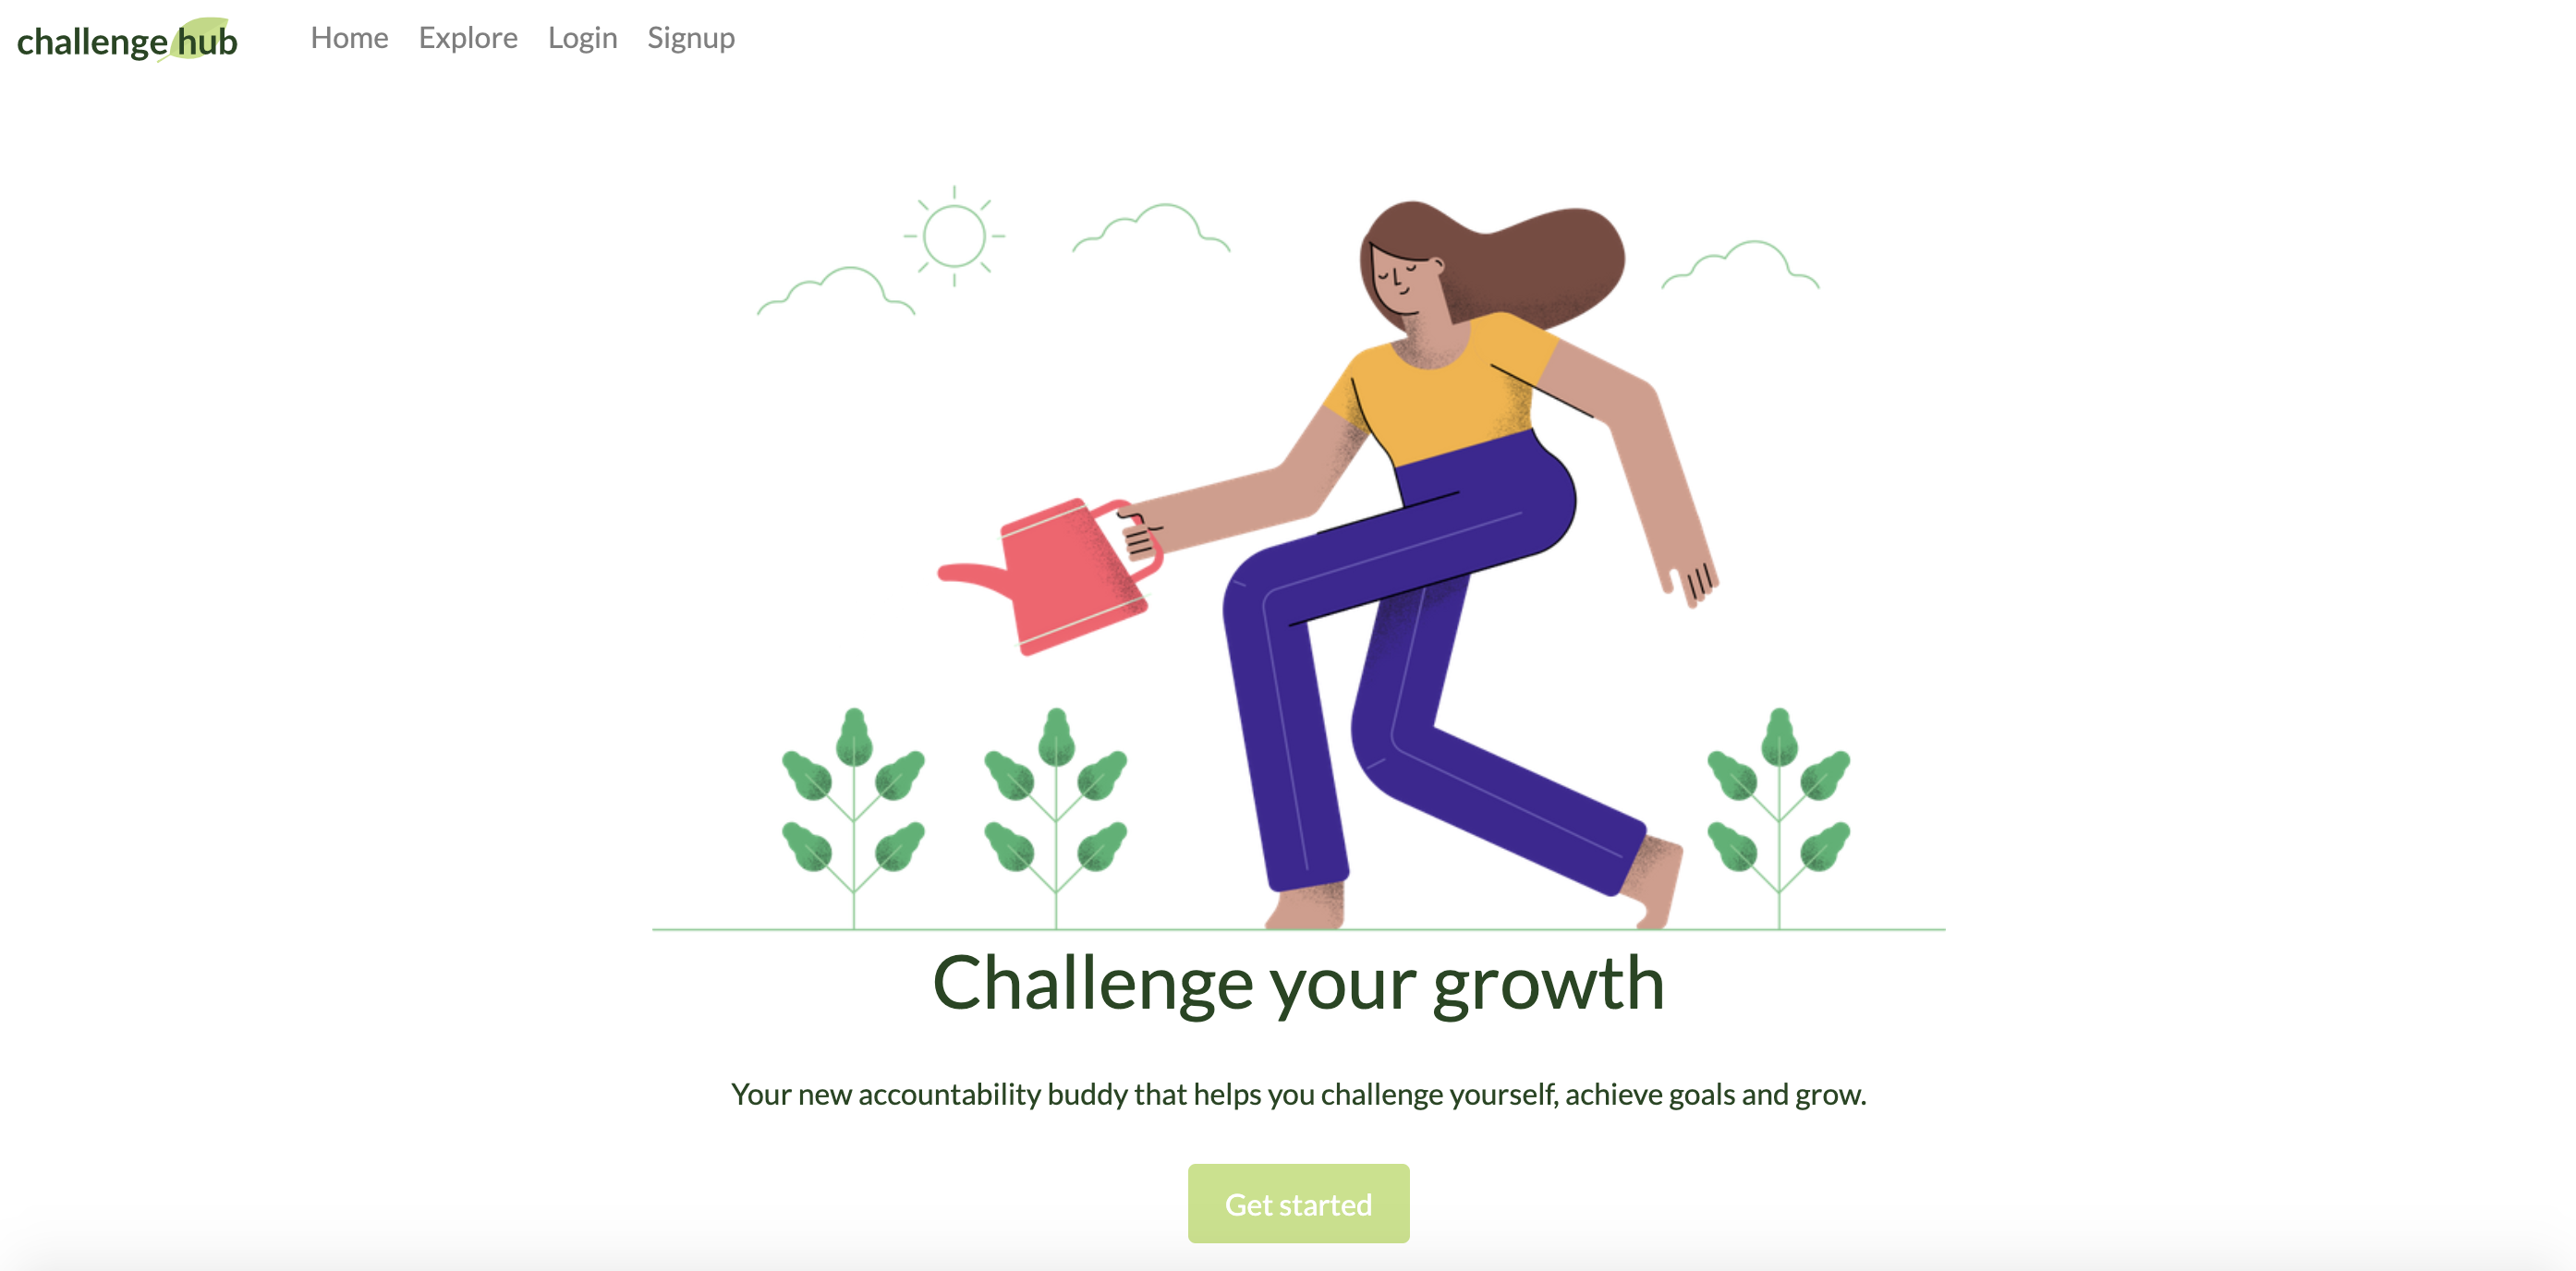 challenge hub
Home Explore Login Signup
Challenge your growth
Your new accountability buddy that helps you challenge yourself, achieve goals and grow.
Get started